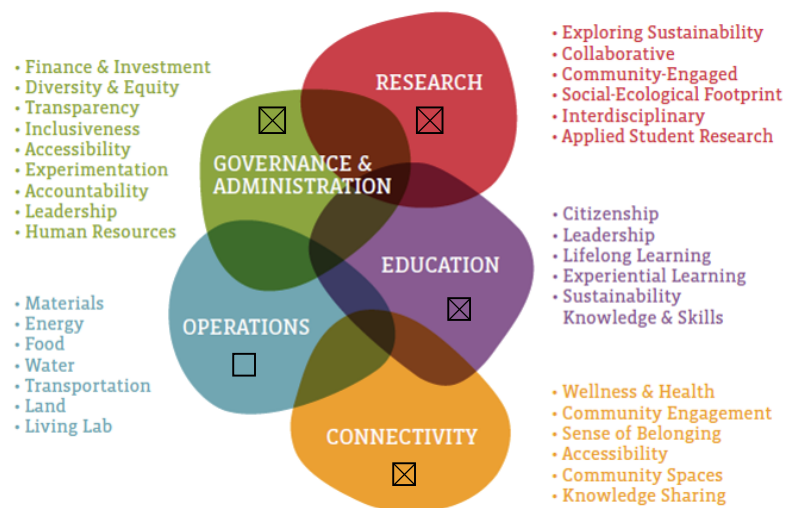 • Finance & Investment
• Diversity & Equity
• Transparency
• Inclusiveness
• Accessibility
• Experimentation
• Accountability
• Leadership
• Human Resources
• Materials
• Energy
• Food
• Water
• Transportation
• Land
• Living Lab
RESEARCH
GOVERNANCE &
ADMINISTRATION
EDUCATION
OPERATIONS
CONNECTIVITY
• Exploring Sustainability
• Collaborative
• Community-Engaged
• Social-Ecological Footprint
• Interdisciplinary
• Applied Student Research
• Citizenship
• Leadership
• Lifelong Learning
• Experiential Learning
• Sustainability
Knowledge & Skills
• Wellness & Health
• Community Engagement
• Sense of Belonging
• Accessibility
• Community Spaces
• Knowledge Sharing